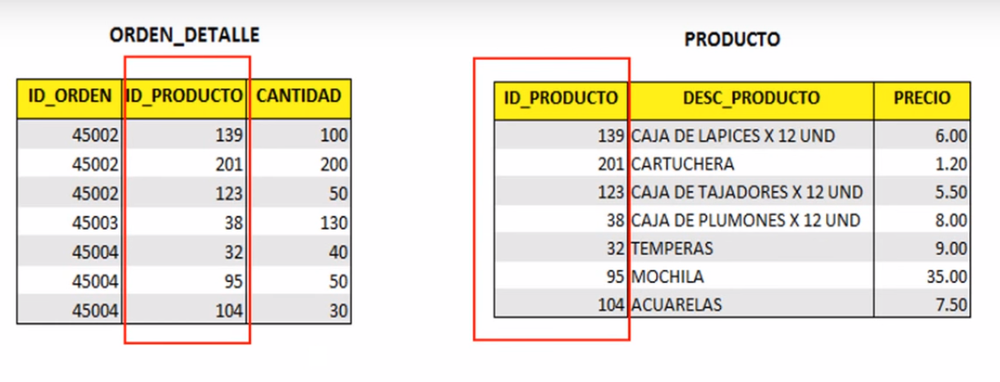 ORDEN_DETALLE
ID_ORDEN ID_PRODUCTO CANTIDAD
45002 139 100
45002 201 200
45002 123 50
45003 38 130
45004 32 40
45004 95 50
45004 104 30
PRODUCTO
ID_PRODUCTO DESC_PRODUCTO PRECIO
139 CAJA DE LAPICES X 12 UND 6.00
201 CARTUCHERA 1.20
123 CAJA DE TAJADORES X 12 UND 5.50
38 CAJA DE PLUMONES X 12 UND 8.00
32 TEMPERAS 9.00
95 MOCHILA 35.00
104 ACUARELAS 7.50